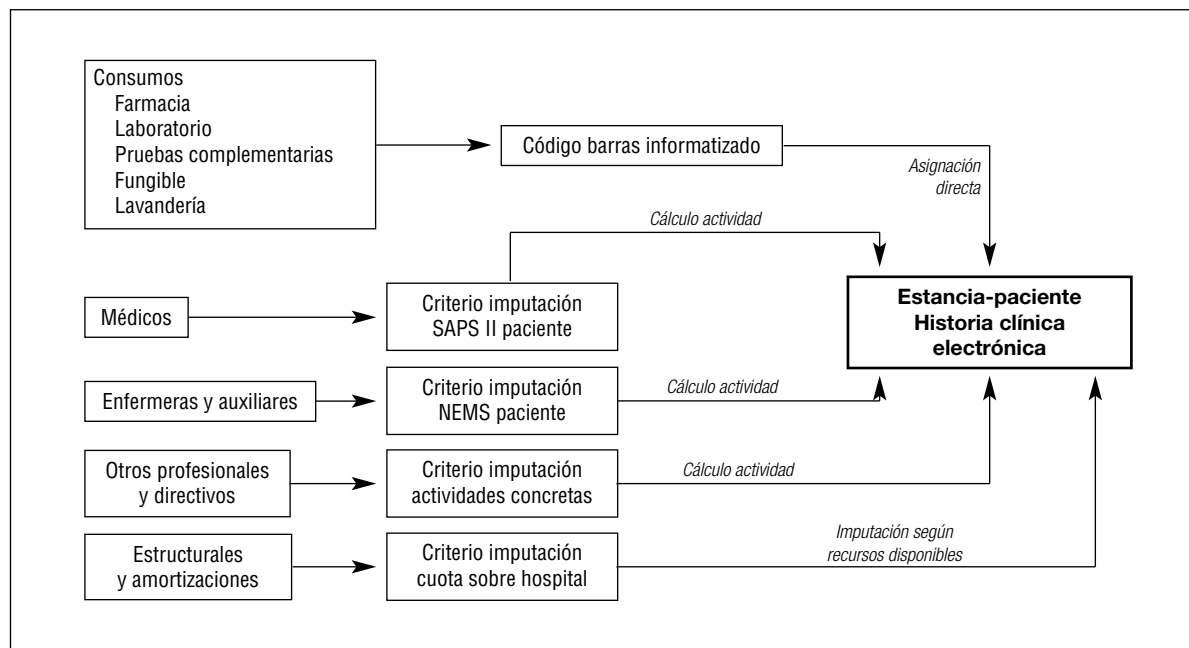 Consumos
Farmacia
Laboratorio
Pruebas complementarias
Fungible
Lavandería
Código barras informatizado
Asignación
directa
Cálculo actividad
Médicos
Criterio imputación
SAPS II paciente
Estancia-paciente
Historia clínica
electrónica
Enfermeras y auxiliares
Criterio imputación
NEMS paciente
Cálculo actividad
Otros profesionales
y directivos
Criterio imputación
actividades concretas
Cálculo actividad
Estructurales
y amortizaciones
Criterio imputación
cuota sobre hospital
Imputación según
recursos disponibles